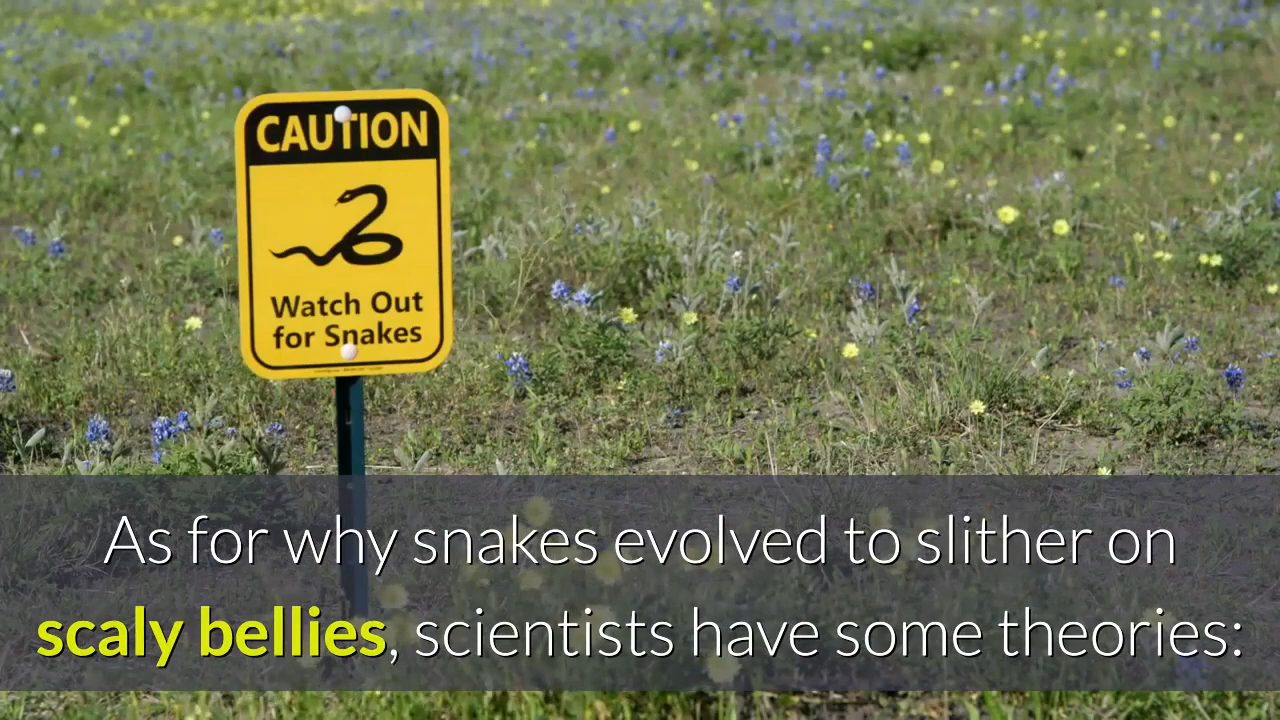 CAUTION
Watch Out
for Snakes
As for why snakes evolved to slither on
scaly bellies, scientists have some theories: